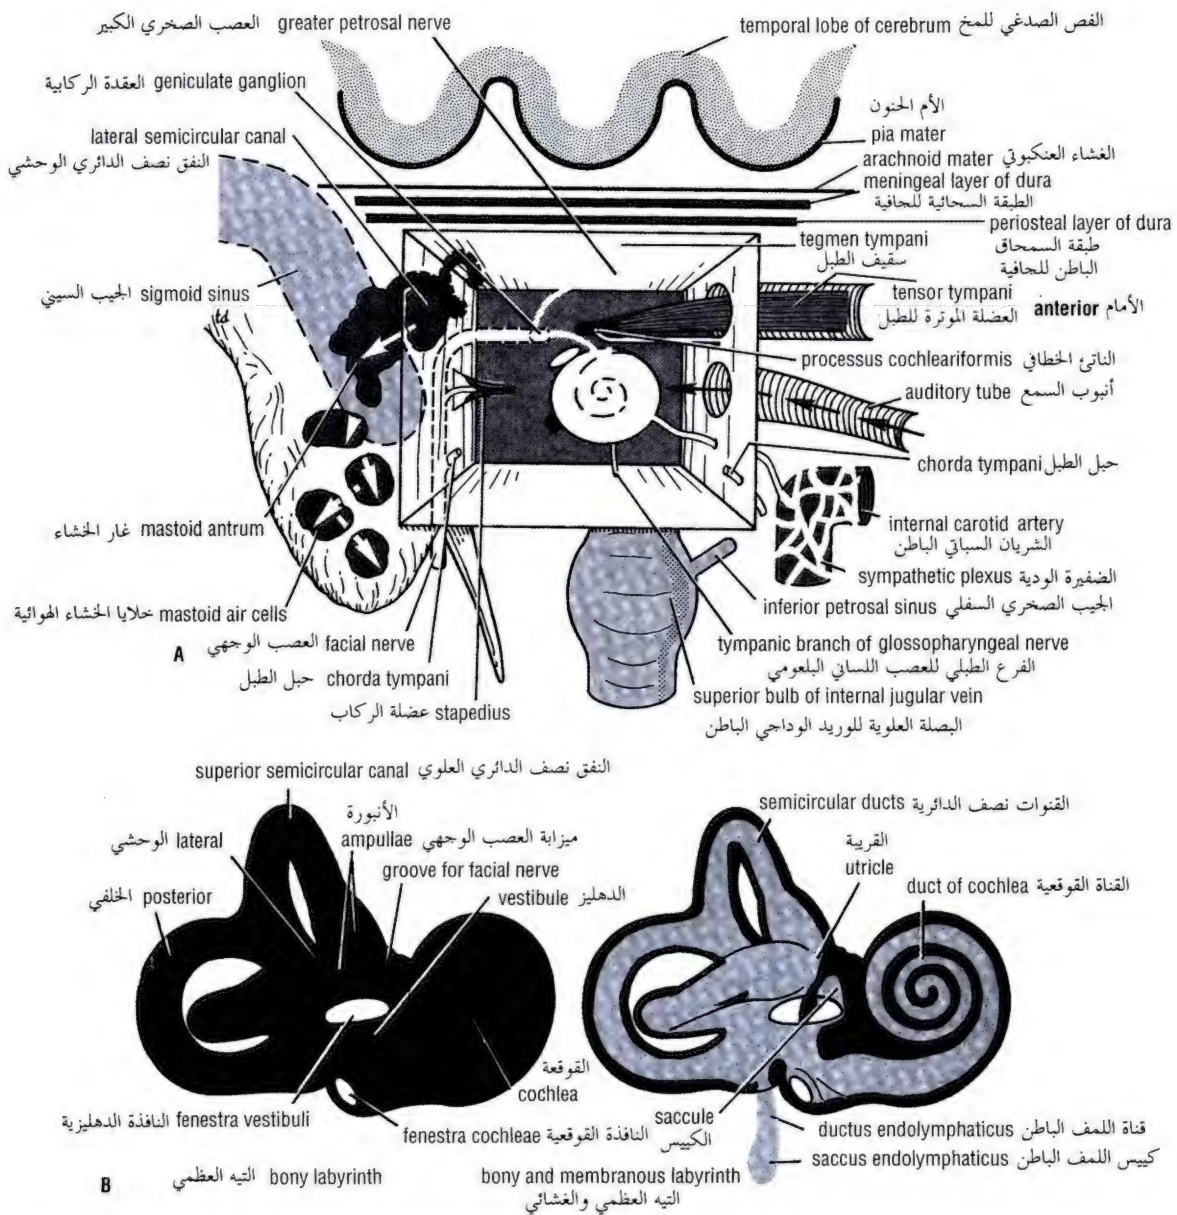 العصب الصخري الكبير greater petrosal nerve
temporal lobe of cerebrum الفص الصدغي للمخ
العقدة الركابية geniculate ganglion
الأم الحنون
pia mater
lateral semicircular canal
النفق نصف الدائري الوحشي
arachnoid mater الغشاء العنكبوتي
meningeal layer of dura
الطبقة السحائية للجافية
periosteal layer of dura
طبقة السمحاق
الباطن للجافية
tegmen tympani
سقيف الطبل
الجيب السيني sigmoid sinus
td
tensor tympani
العضلة الموترة للطبل
anterior الأمام
processus cochleariformis الناتئ الخطافي
auditory tube أنبوب السمع
chorda tympani حبل الطبل
غار الخشاء mastoid antrum
internal carotid artery
الشريان السباتي الباطن
sympathetic plexus الضفيرة الودية
خلايا الخشاء الهوائية mastoid air cells
inferior petrosal sinus الجيب الصخري السفلي
A
العصب الوجهي facial nerve
tympanic branch of glossopharyngeal nerve
الفرع الطبلي للعصب اللساني البلعومي
حبل الطبل chorda tympani
superior bulb of internal jugular vein
البصلة العلوية للوريد الوداجي الباطن
عضلة الركاب stapedius
superior semicircular canal النفق نصف الدائري العلوي
الأنبورة
ampullae
ميزابة العصب الوجهي
groove for facial nerve
الوحشي lateral
الخلفي posterior
vestibule الدهليز
القوقعة
cochlea
النافذة الدهليزية fenestra vestibuli
fenestra cochleae النافذة القوقعية
B
التيه العظمي bony labyrinth
semicircular ducts القنوات نصف الدائرية
القريبة
utricle
duct of cochlea القناة القوقعية
saccule
الكييس
ductus endolymphaticus قناة اللمف الباطن
saccus endolymphaticus كييس اللمف الباطن
bony and membranous labyrinth
التيه العظمي والغشائي